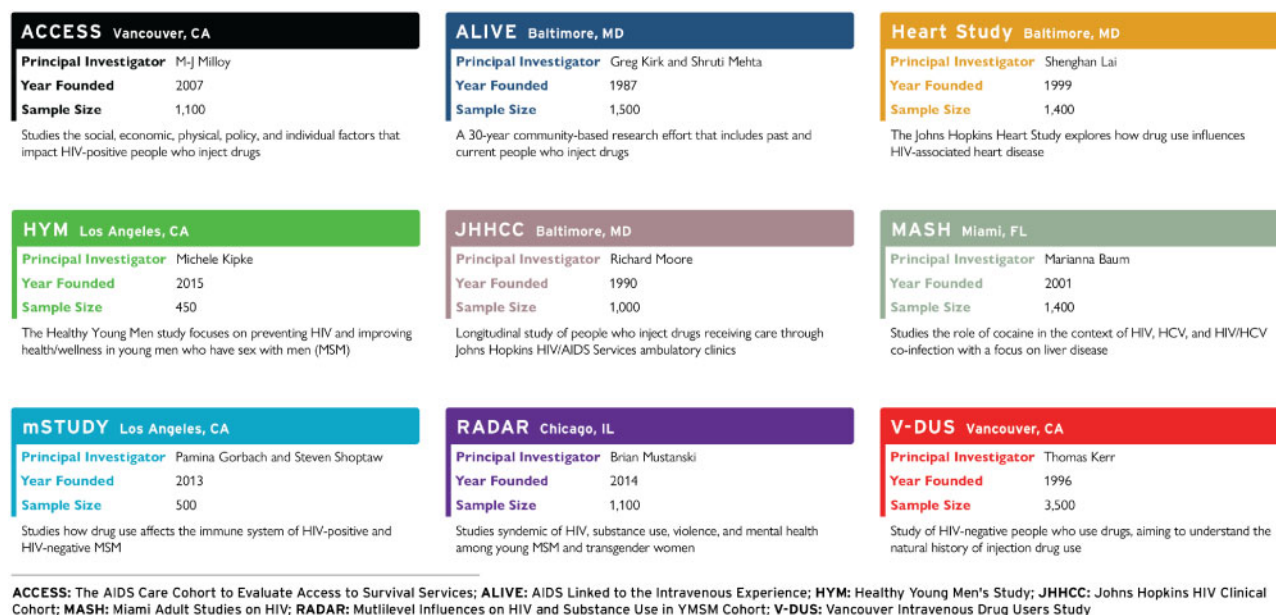 ACCESS Vancouver, CA
Principal Investigator M-J Milloy
Year Founded 2007
Sample Size 1,100
Studies the social, economic, physical, policy, and individual factors that
impact HIV-positive people who inject drugs
ALIVE Baltimore, MD
Principal Investigator Greg Kirk and Shruti Mehta
Year Founded 1987
Sample Size 1,500
A 30-year community-based research effort that includes past and
current people who inject drugs
Heart Study Baltimore, MD
Principal Investigator Shenghan Lai
Year Founded 1999
Sample Size 1,400
The Johns Hopkins Heart Study explores how drug use influences
HIV-associated heart disease
HYM Los Angeles, CA
Principal Investigator Michele Kipke
Year Founded 2015
Sample Size 450
The Healthy Young Men study focuses on preventing HIV and improving
health/wellness in young men who have sex with men (MSM)
JHHCC Baltimore, MD
Principal Investigator Richard Moore
Year Founded 1990
Sample Size 1,000
Longitudinal study of people who inject drugs receiving care through
Johns Hopkins HIV/AIDS Services ambulatory clinics
MASH Miami, FL
Principal Investigator Marianna Baum
Year Founded 2001
Sample Size 1,400
Studies the role of cocaine in the context of HIV, HCV, and HIV/HCV
co-infection with a focus on liver disease
mSTUDY Los Angeles, CA
Principal Investigator Pamina Gorbach and Steven Shoptaw
Year Founded 2013
Sample Size 500
Studies how drug use affects the immune system of HIV-positive and
HIV-negative MSM
RADAR Chicago, IL
Principal Investigator Brian Mustanski
Year Founded 2014
Sample Size 1,100
Studies syndemic of HIV, substance use, violence, and mental health
among young MSM and transgender women
V-DUS Vancouver, CA
Principal Investigator Thomas Kerr
Year Founded 1996
Sample Size 3,500
Study of HIV-negative people who use drugs, aiming to understand the
natural history of injection drug use
ACCESS: The AIDS Care Cohort to Evaluate Access to Survival Services; ALIVE: AIDS Linked to the Intravenous Experience; HYM: Healthy Young Men's Study; JHHCC: Johns Hopkins HIV Clinical
Cohort; MASH: Miami Adult Studies on HIV; RADAR: Mutlilevel Influences on HIV and Substance Use in YMSM Cohort; V-DUS: Vancouver Intravenous Drug Users Study